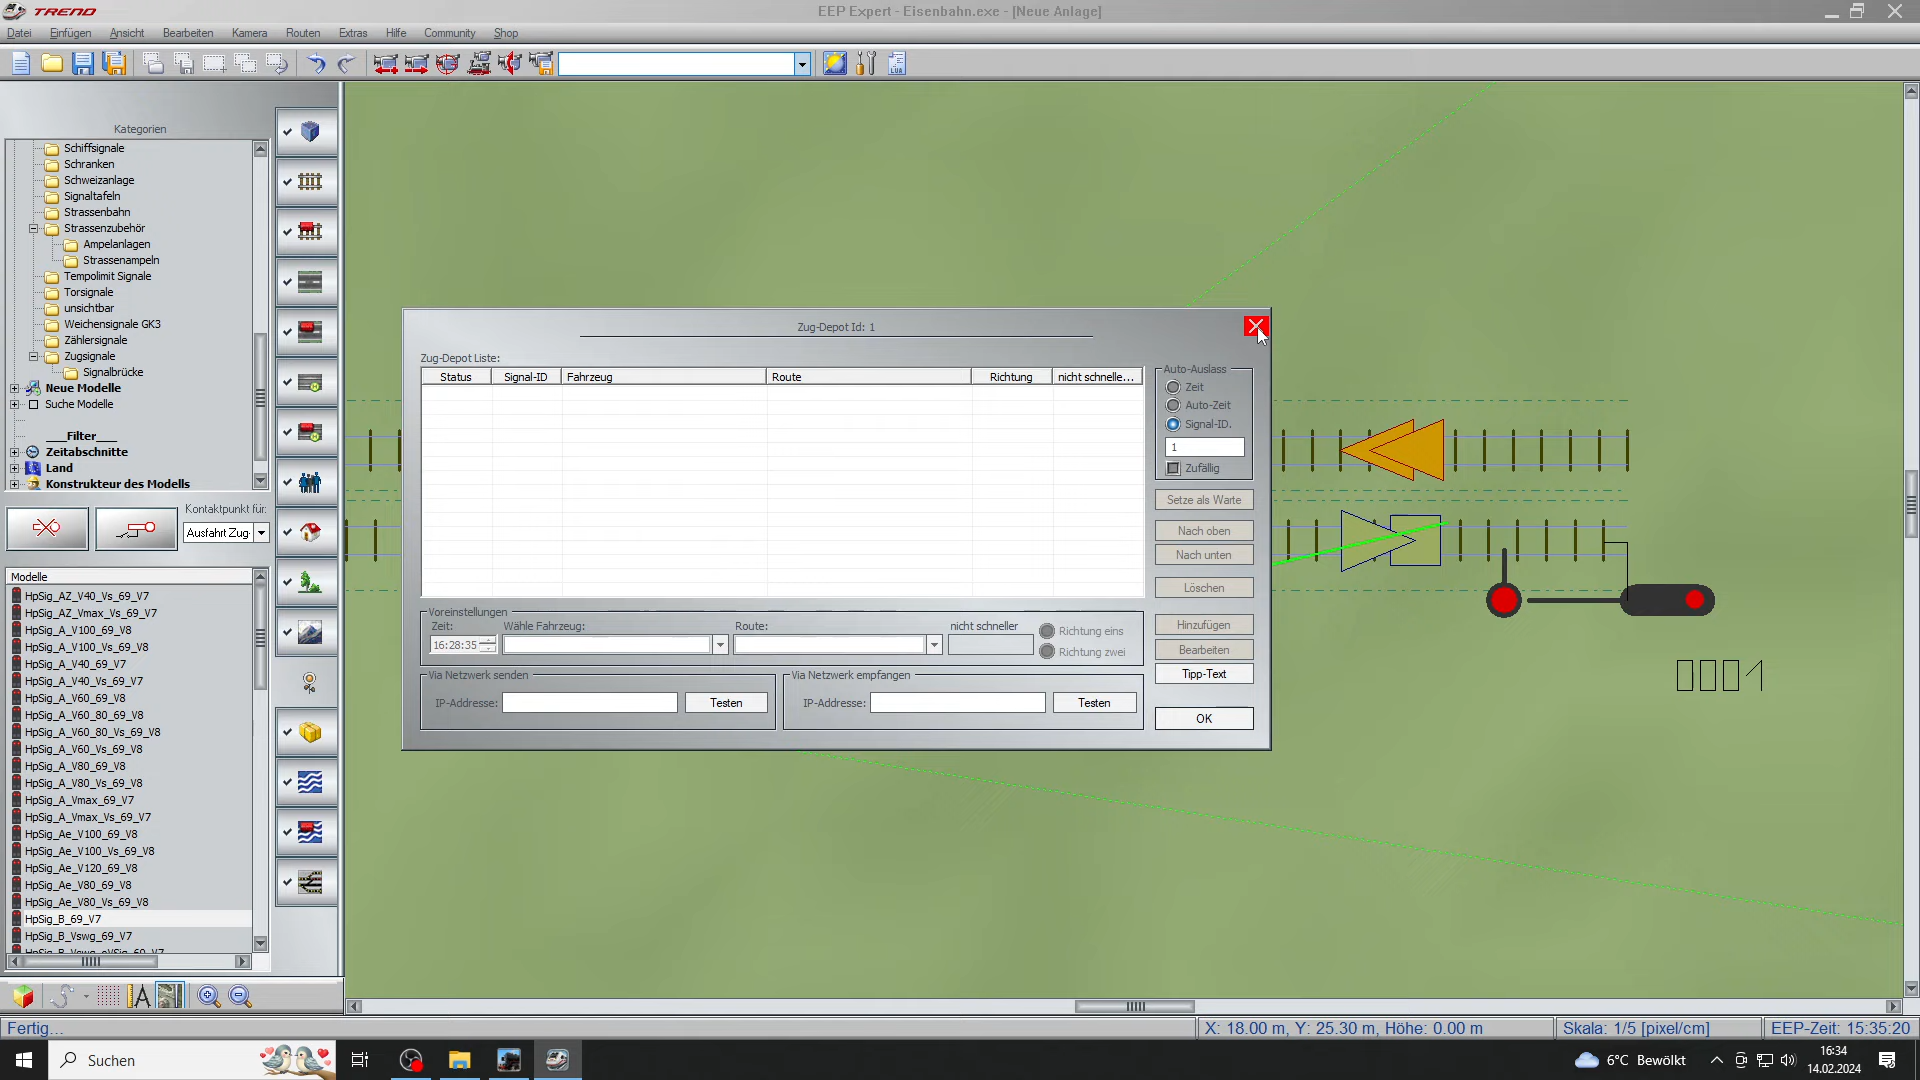 TREND
EEP Expert - Eisenbahn.exe - [Neue Anlage]
Datei Einfügen Ansicht Bearbeiten Kamera Routen Extras Hilfe Community Shop
LUA
Kategorien
Schiffsignale
Schranken
Schweizanlage
Signaltafeln
Strassenbahn
Strassenzubehör
Ampelanlagen
Strassenampeln
Tempolimit Signale
Torsignale
unsichtbar
Weichensignale GK3
Zählersignale
Zugsignale
Signalbrücke
Neue Modelle
Suche Modelle
___Filter___
Zeitabschnitte
Land
Konstrukteur des Modells
Kontaktpunkt für:
Ausfahrt Zug-
Modelle
HpSig_AZ_V40_Vs_69_V7
HpSig_AZ_Vmax_Vs_69_V7
HpSig_A_V100_69_V8
HpSig_A_V100_Vs_69_V8
HpSig_A_V40_69_V7
HpSig_A_V40_Vs_69_V7
HpSig_A_V60_69_V8
HpSig_A_V60_80_69_V8
HpSig_A_V60_80_Vs_69_V8
HpSig_A_V60_Vs_69_V8
HpSig_A_V80_69_V8
HpSig_A_V80_Vs_69_V8
HpSig_A_Vmax_69_V7
HpSig_A_Vmax_Vs_69_V7
HpSig_Ae_V100_69_V8
HpSig_Ae_V100_Vs_69_V8
HpSig_Ae_V120_69_V8
HpSig_Ae_V80_69_V8
HpSig_Ae_V80_Vs_69_V8
HpSig_B_69_V7
HpSig_B_Vswg_69_V7
HpSig_B_Vswg_oVSig_69_V7
Zug-Depot Id: 1
Zug-Depot Liste:
Status Signal-ID Fahrzeug Route Richtung nicht schnelle...
Auto-Auslass
Zeit
Auto-Zeit
Signal-ID.
1
Zufällig
Setze als Warte
Nach oben
Nach unten
Löschen
Voreinstellungen
Zeit: Wähle Fahrzeug: Route: nicht schneller
16:28:35
Richtung eins
Richtung zwei
Hinzufügen
Bearbeiten
Tipp-Text
Via Netzwerk senden
IP-Addresse: Testen
Via Netzwerk empfangen
IP-Addresse: Testen
OK
0001
Fertig...
X: 18.00 m, Y: 25.30 m, Höhe: 0.00 m
Skala: 1/5 [pixel/cm]
EEP-Zeit: 15:35:20
Suchen
6°C Bewölkt
16:34
14.02.2024